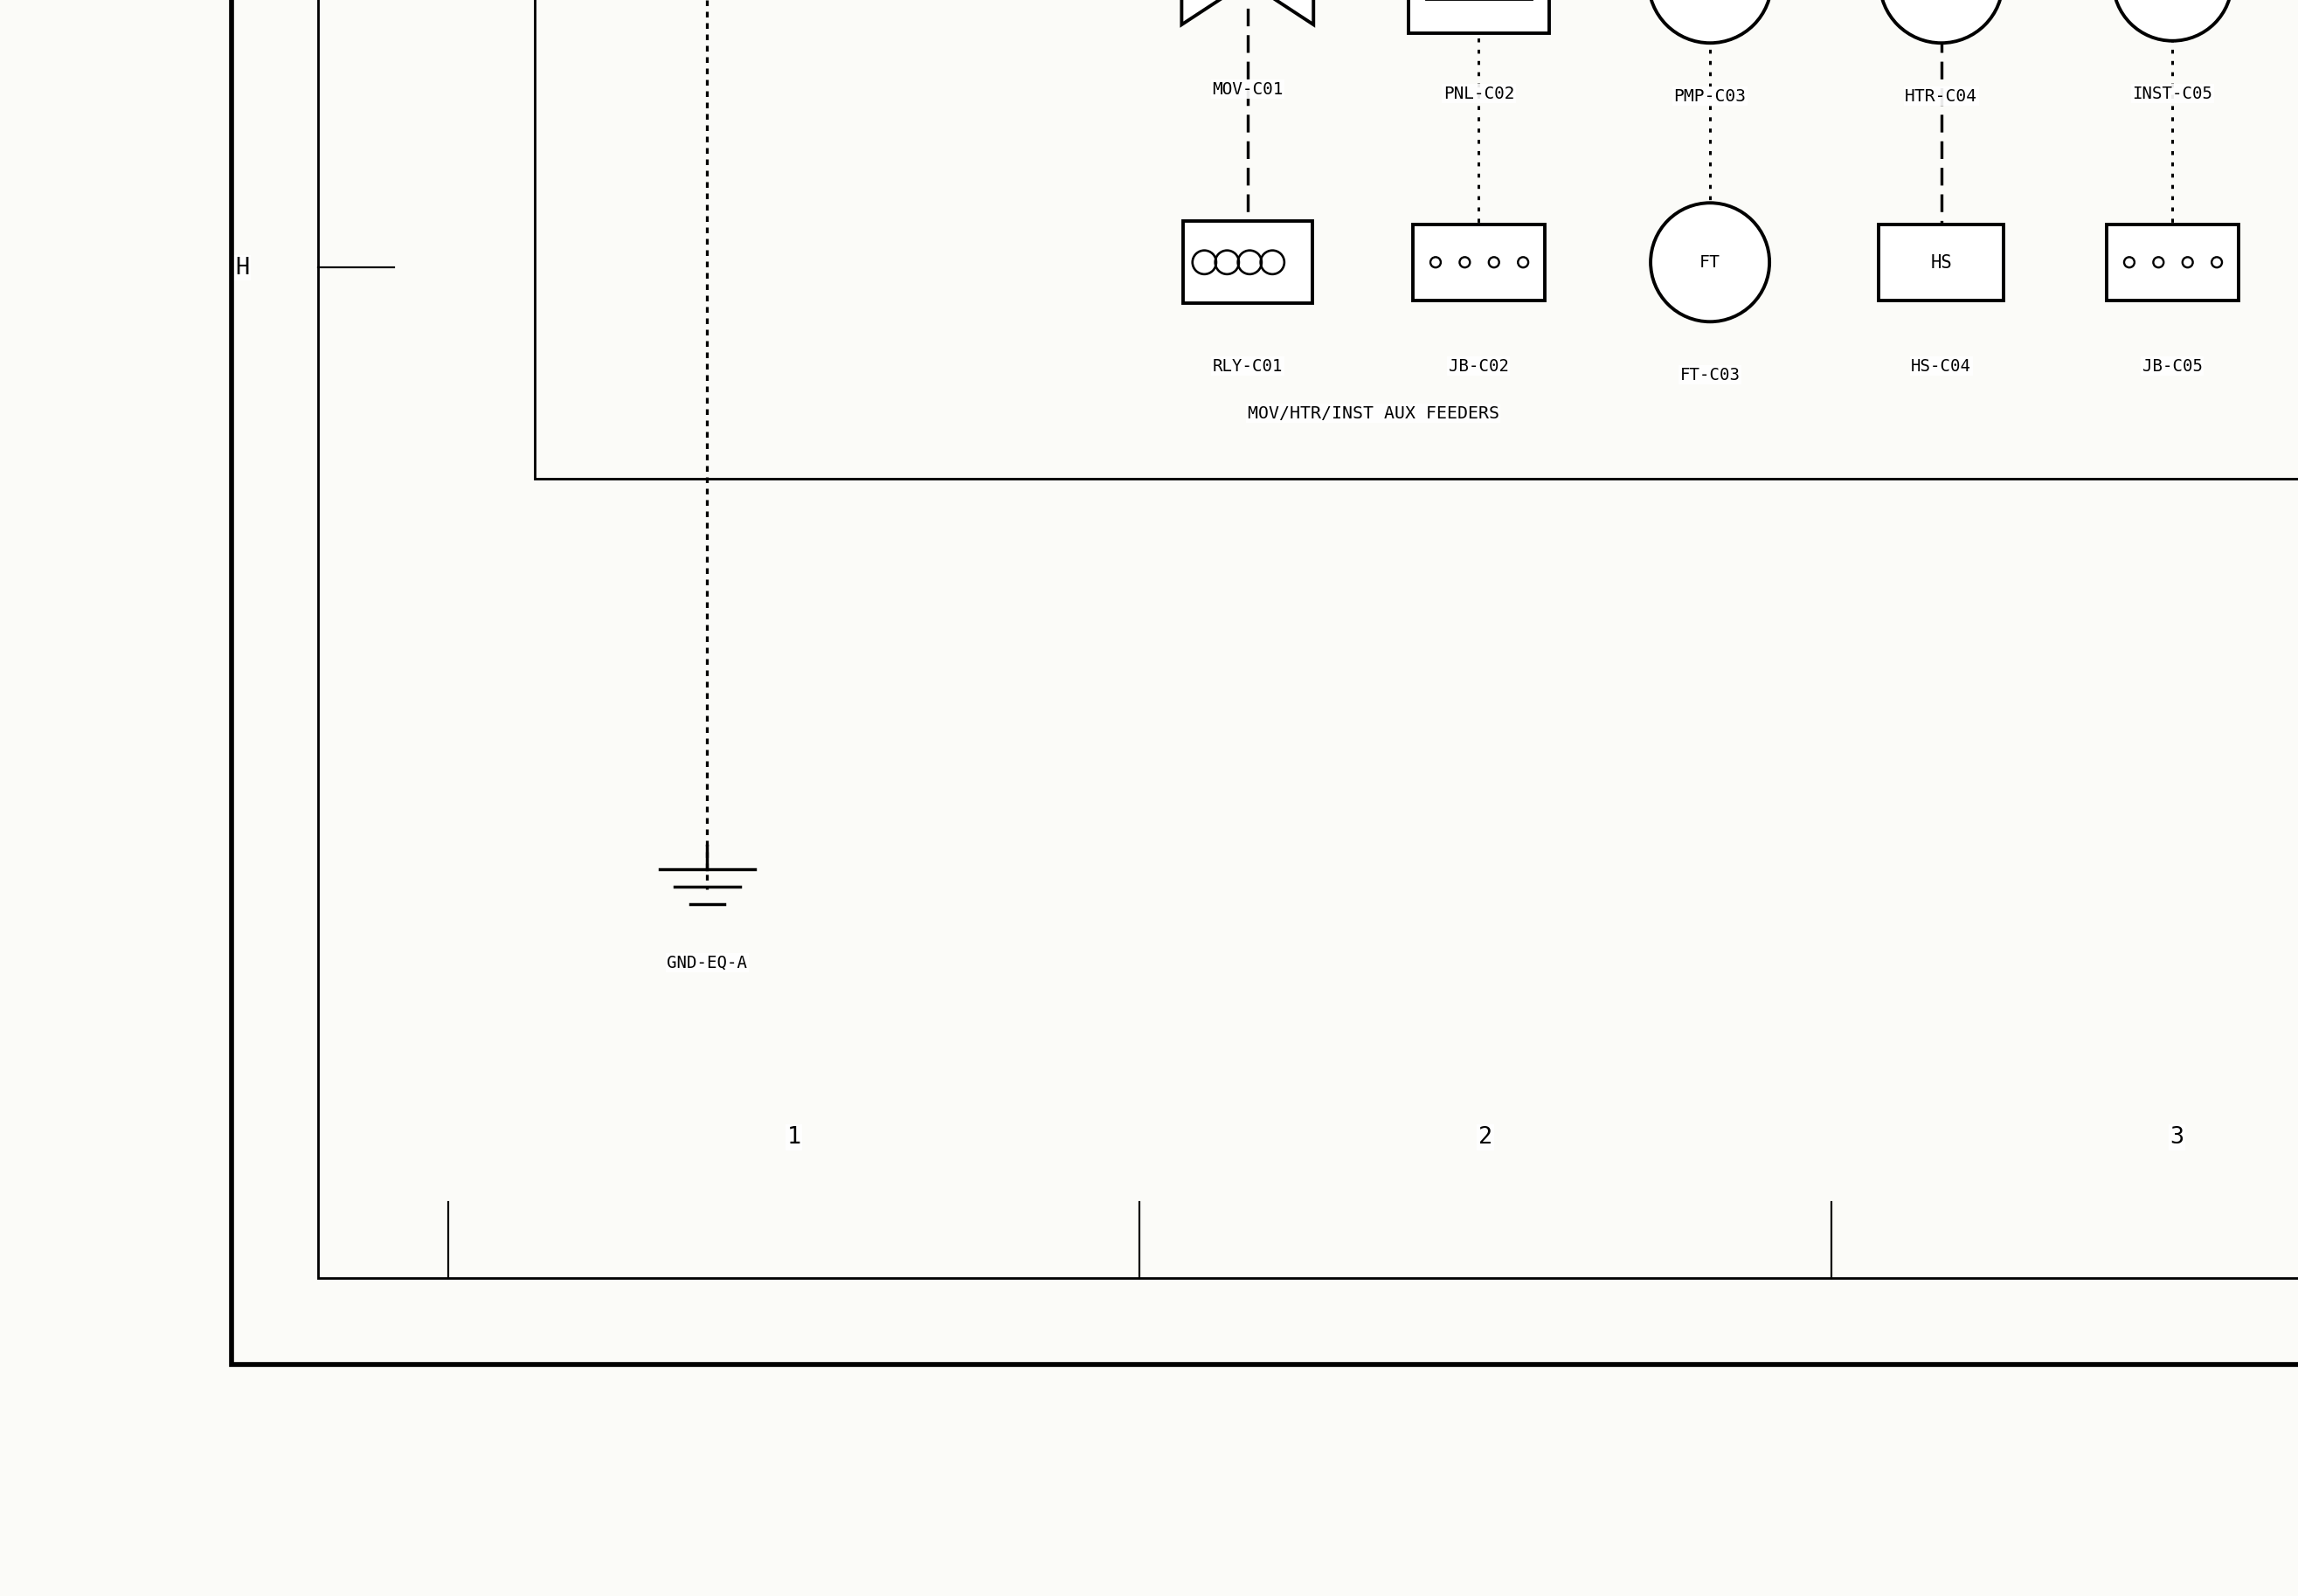 MOV-C01 PNL-C02 PMP-C03 HTR-C04 INST-C05
H FT HS
RLY-C01 JB-C02 FT-C03 HS-C04 JB-C05
MOV/HTR/INST AUX FEEDERS
GND-EQ-A
1 2 3